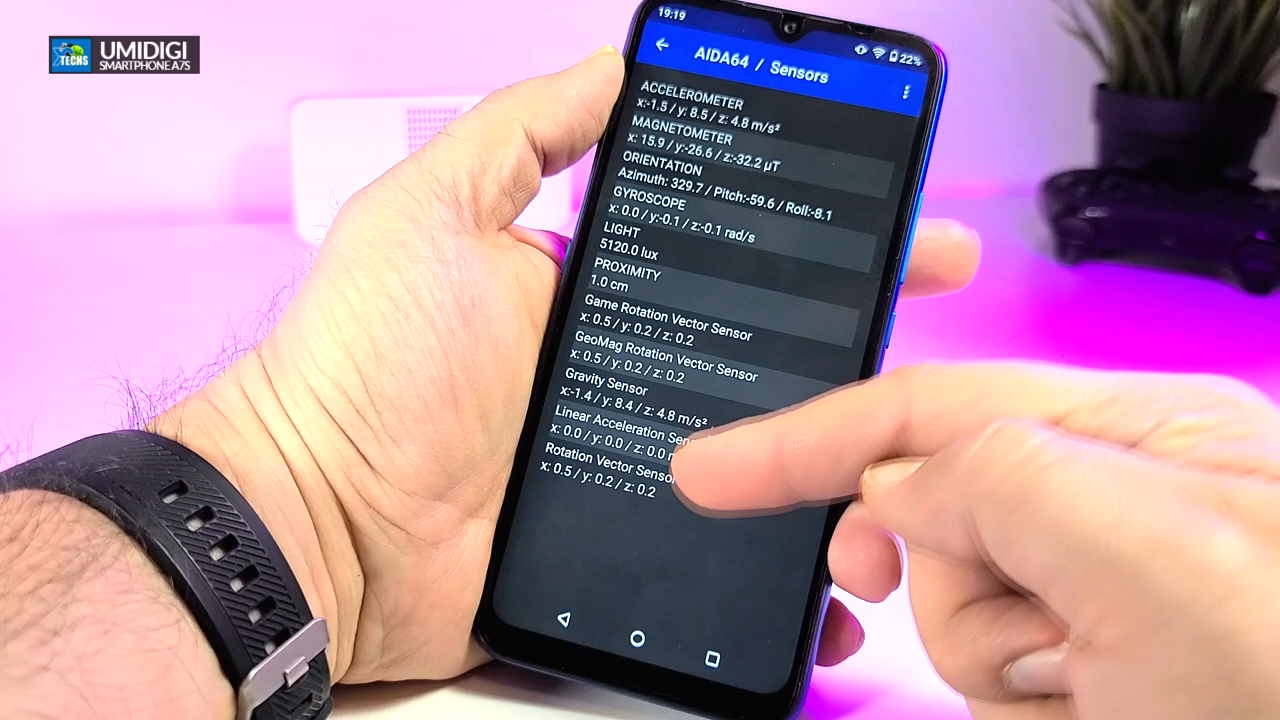 TECHS
UMIDIGI
SMARTPHONE A7S
19:19
22%
AIDA64 / Sensors
ACCELEROMETER
x:-1.5 / y: 8.5 / z: 4.8 m/s²
MAGNETOMETER
x: 15.9 / y:-26.6 / z:-32.2 µT
ORIENTATION
Azimuth: 329.7 / Pitch:-59.6 / Roll:-8.1
GYROSCOPE
x: 0.0 / y:-0.1 / z:-0.1 rad/s
LIGHT
5120.0 lux
PROXIMITY
1.0 cm
Game Rotation Vector Sensor
x: 0.5 / y: 0.2 / z: 0.2
GeoMag Rotation Vector Sensor
x: 0.5 / y: 0.2 / z: 0.2
Gravity Sensor
x:-1.4 / y: 8.4 / z: 4.8 m/s²
Linear Acceleration Sen
x: 0.0 / y: 0.0 / z: 0.0
Rotation Vector Sensor
x: 0.5 / y: 0.2 / z: 0.2